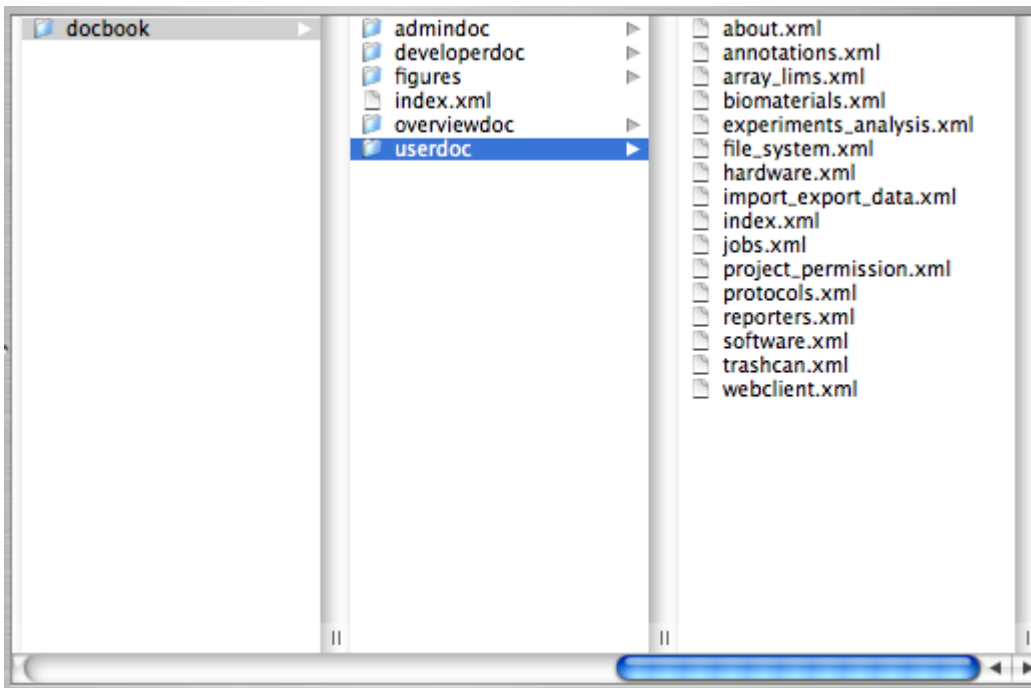 docbook
admindoc
developerdoc
figures
index.xml
overviewdoc
userdoc
about.xml
annotations.xml
array_lims.xml
biomaterials.xml
experiments_analysis.xml
file_system.xml
hardware.xml
import_export_data.xml
index.xml
jobs.xml
project_permission.xml
protocols.xml
reporters.xml
software.xml
trashcan.xml
webclient.xml